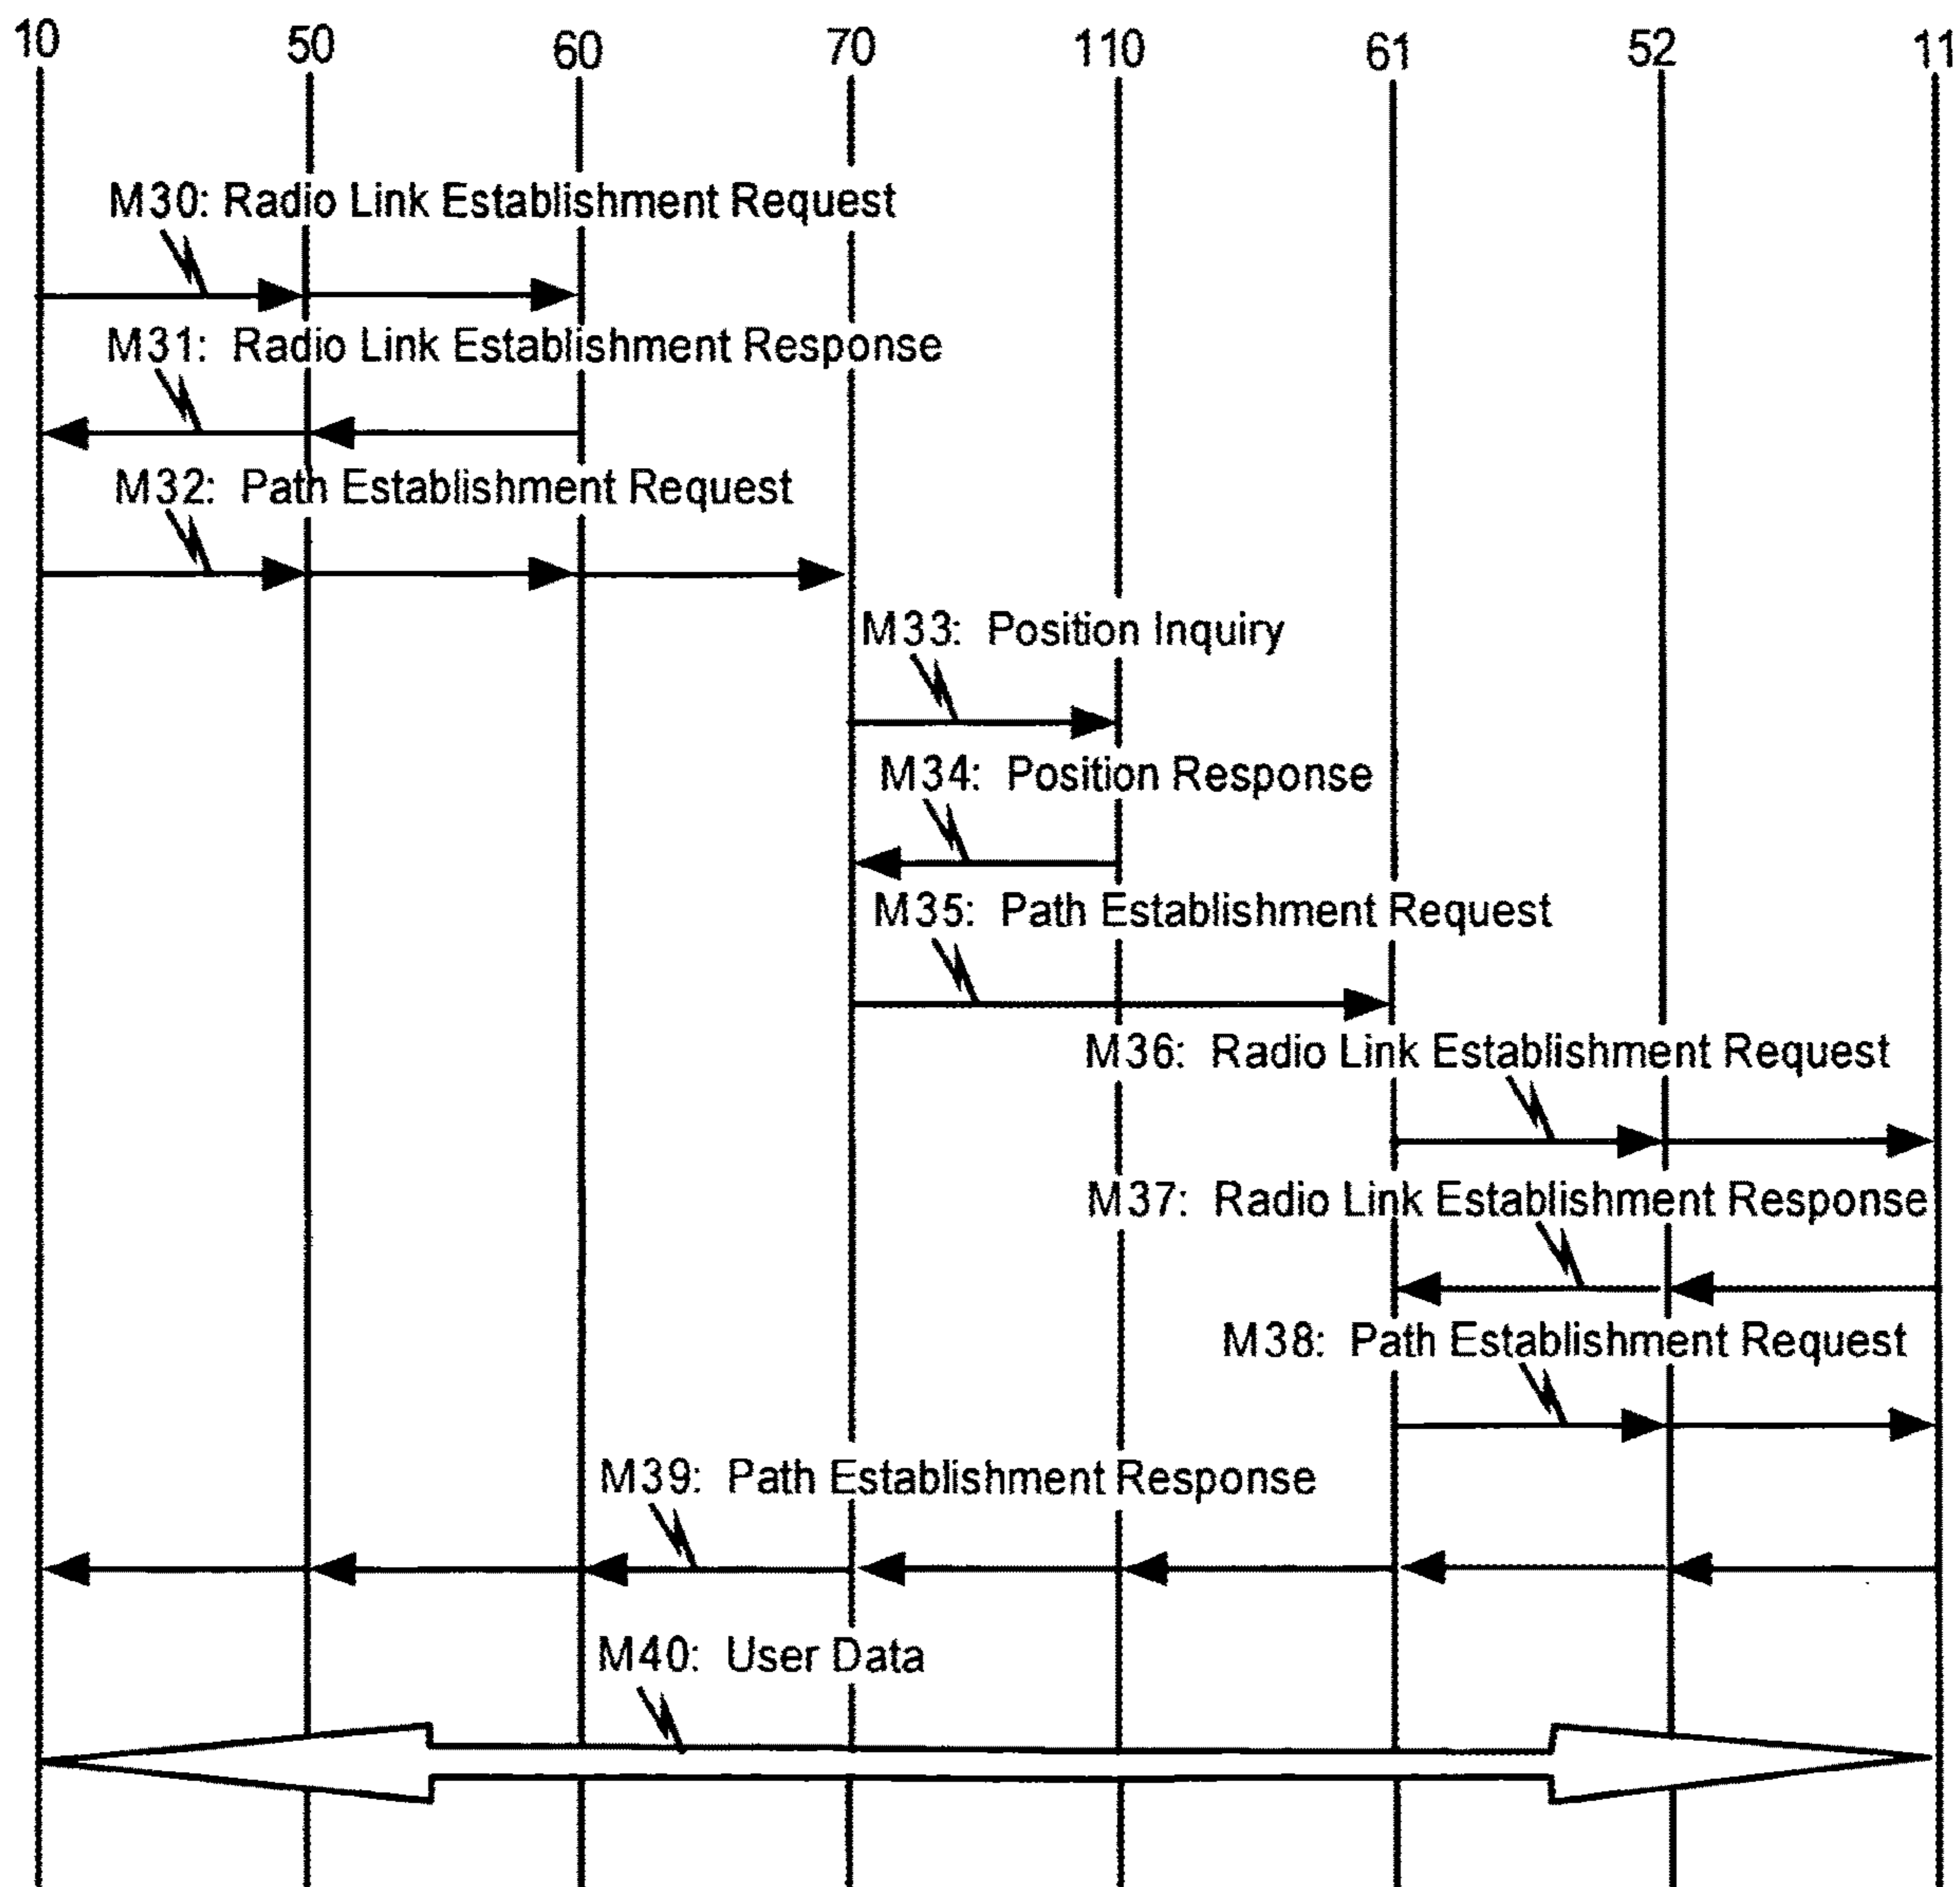 10 50 60 70 110 61 52 11
M30: Radio Link Establishment Request
M31: Radio Link Establishment Response
M32: Path Establishment Request
M33: Position Inquiry
M34: Position Response
M35: Path Establishment Request
M36: Radio Link Establishment Request
M37: Radio Link Establishment Response
M38: Path Establishment Request
M39: Path Establishment Response
M40: User Data